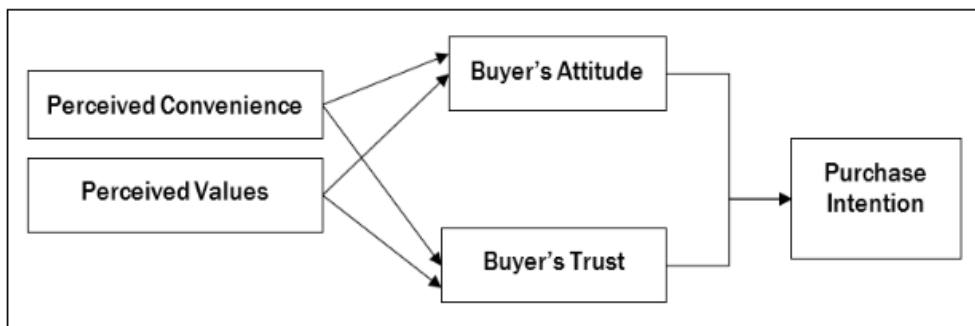 Perceived Convenience
Perceived Values
Buyer's Attitude
Buyer's Trust
Purchase
Intention